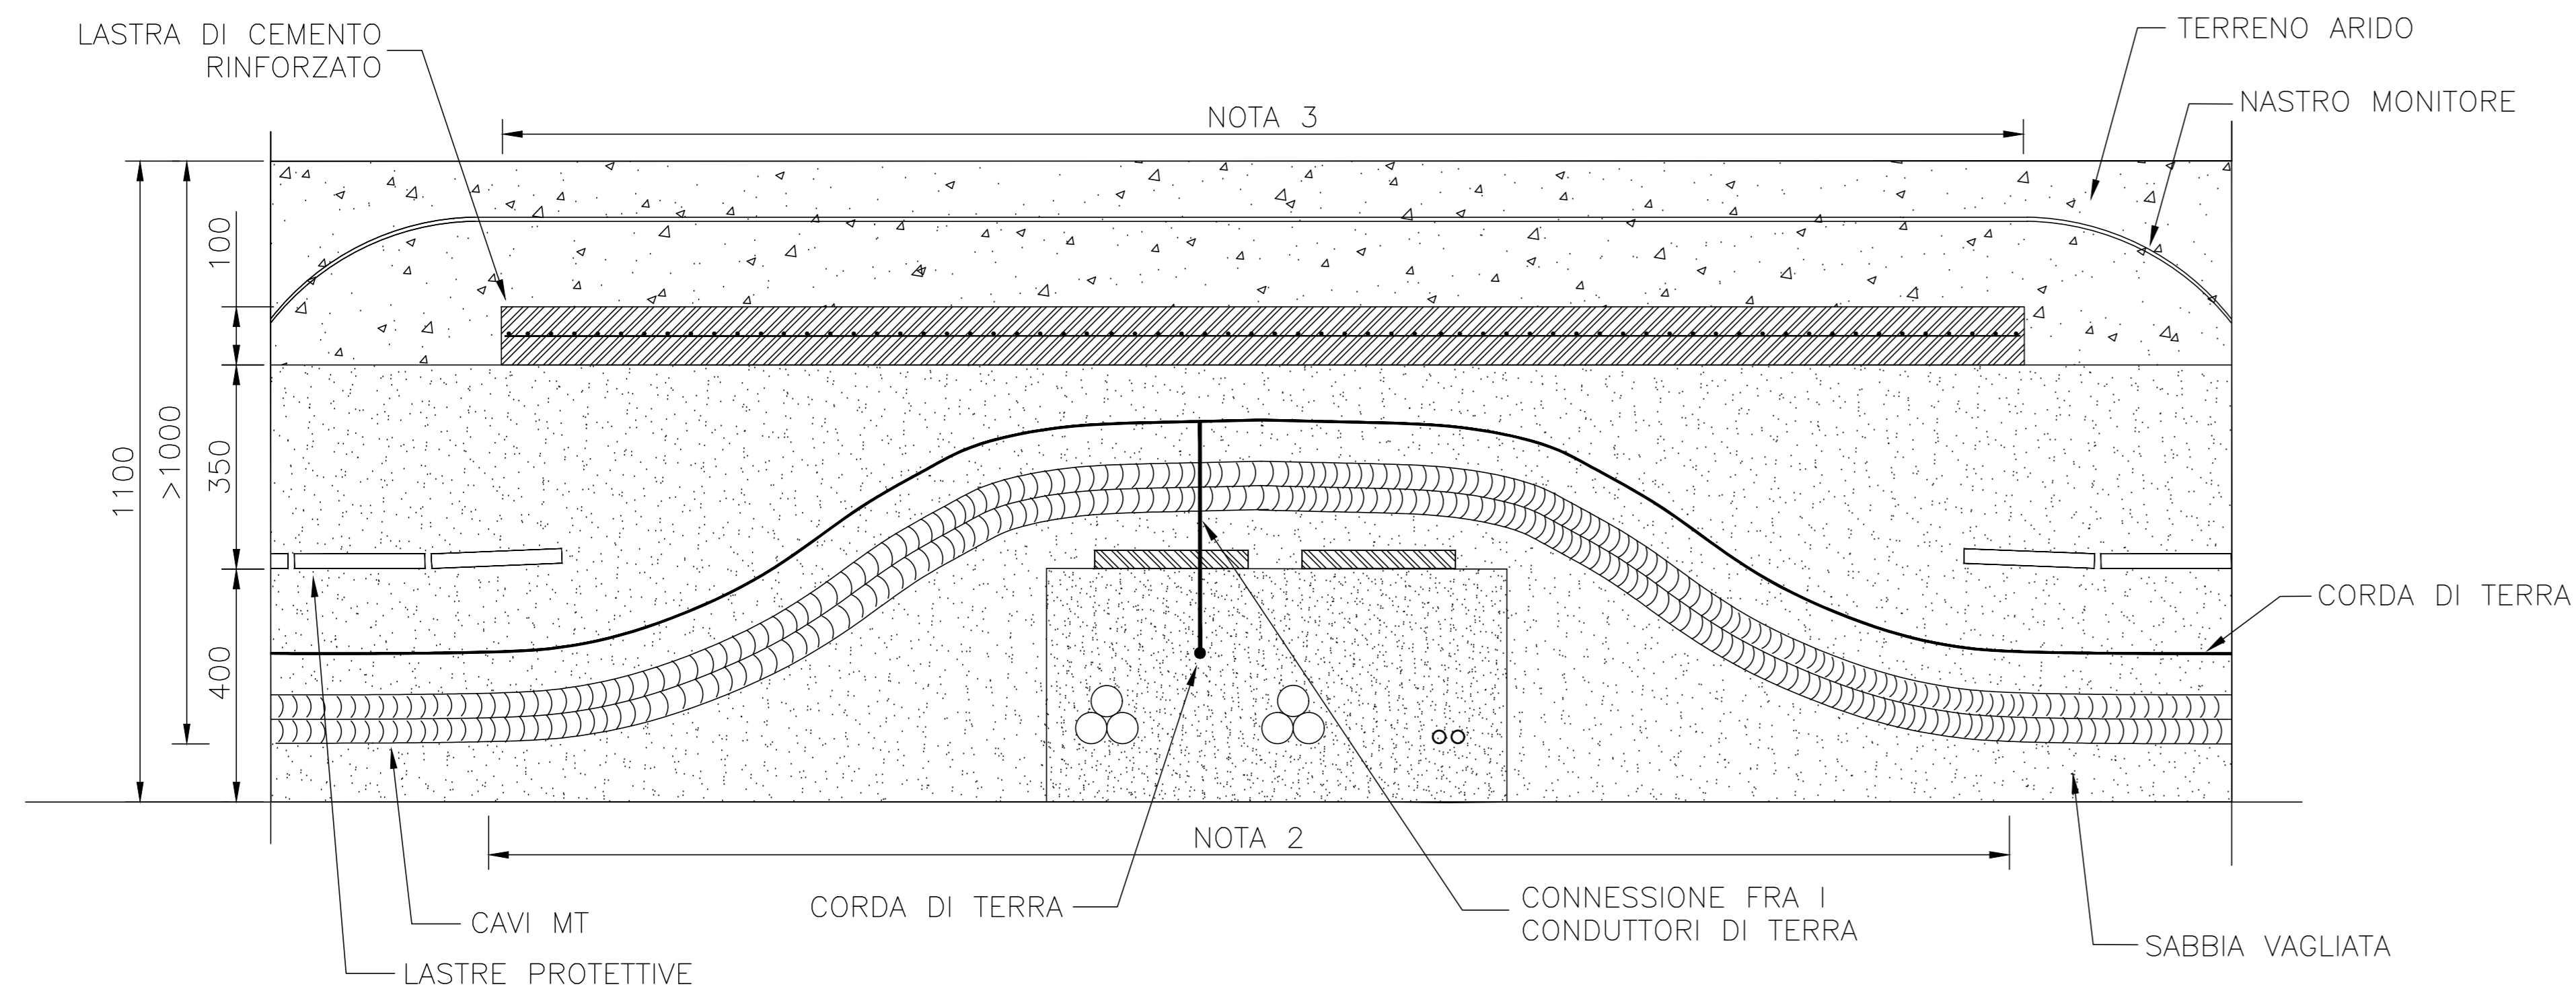 LASTRA DI CEMENTO
RINFORZATO
TERRENO ARIDO
NASTRO MONITORE
NOTA 3
100
>1000
350
1100
400
CORDA DI TERRA
NOTA 2
CORDA DI TERRA
CONNESSIONE FRA I
CONDUTTORI DI TERRA
CAVI MT
SABBIA VAGLIATA
LASTRE PROTETTIVE